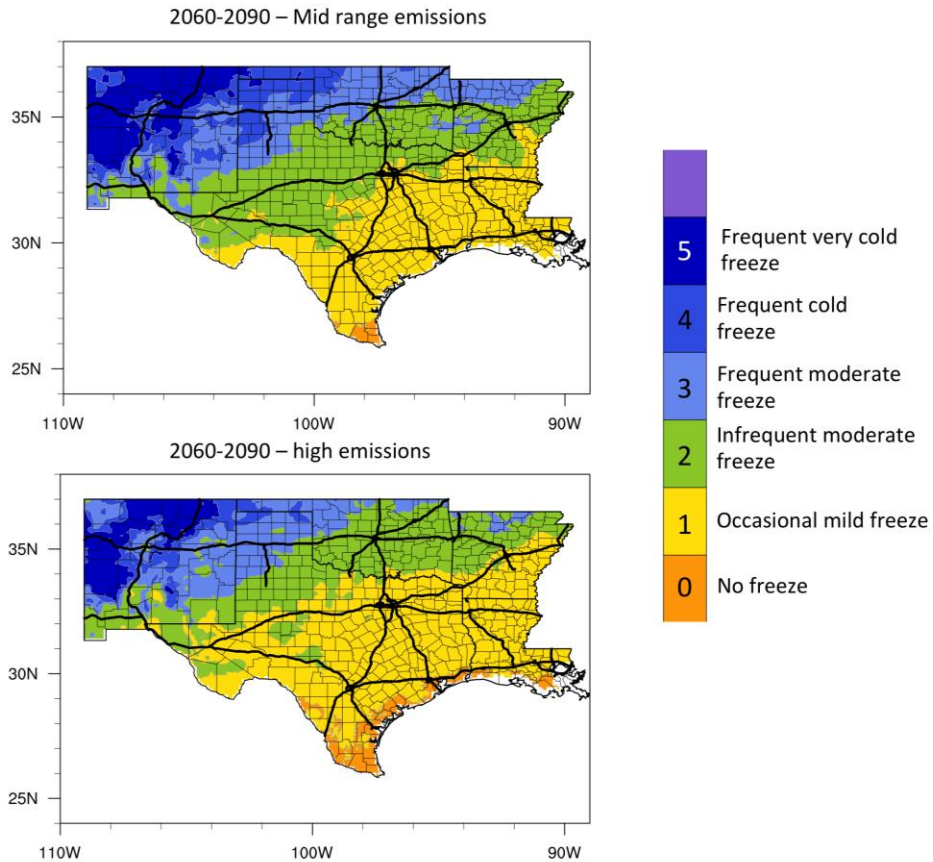 2060-2090 – Mid range emissions
35N
30N
25N
110W
100W
90W
2060-2090 – high emissions
35N
30N
25N
110W
100W
90W
5
Frequent very cold
freeze
4
Frequent cold
freeze
3
Frequent moderate
freeze
2
Infrequent moderate
freeze
1
Occasional mild freeze
0
No freeze